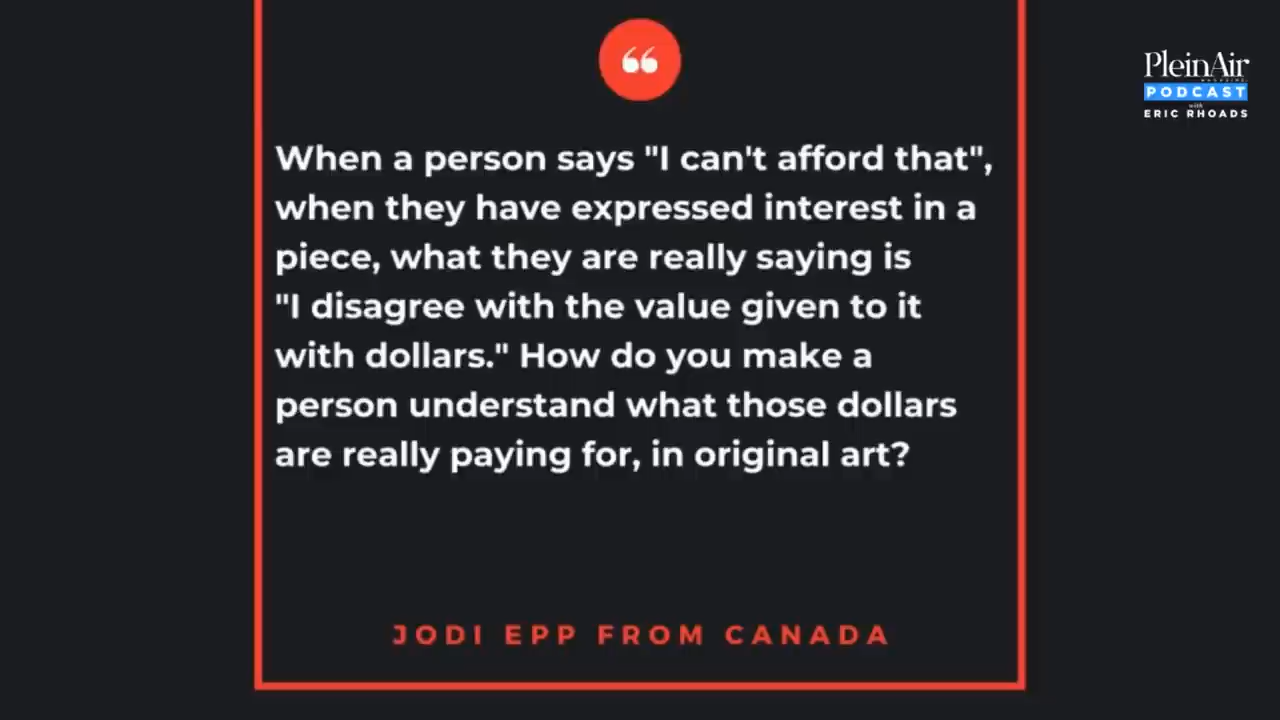 PleinAir
PODCAST
with
ERIC RHOADS
When a person says "I can't afford that",
when they have expressed interest in a
piece, what they are really saying is
"I disagree with the value given to it
with dollars." How do you make a
person understand what those dollars
are really paying for, in original art?
JODI EPP FROM CANADA